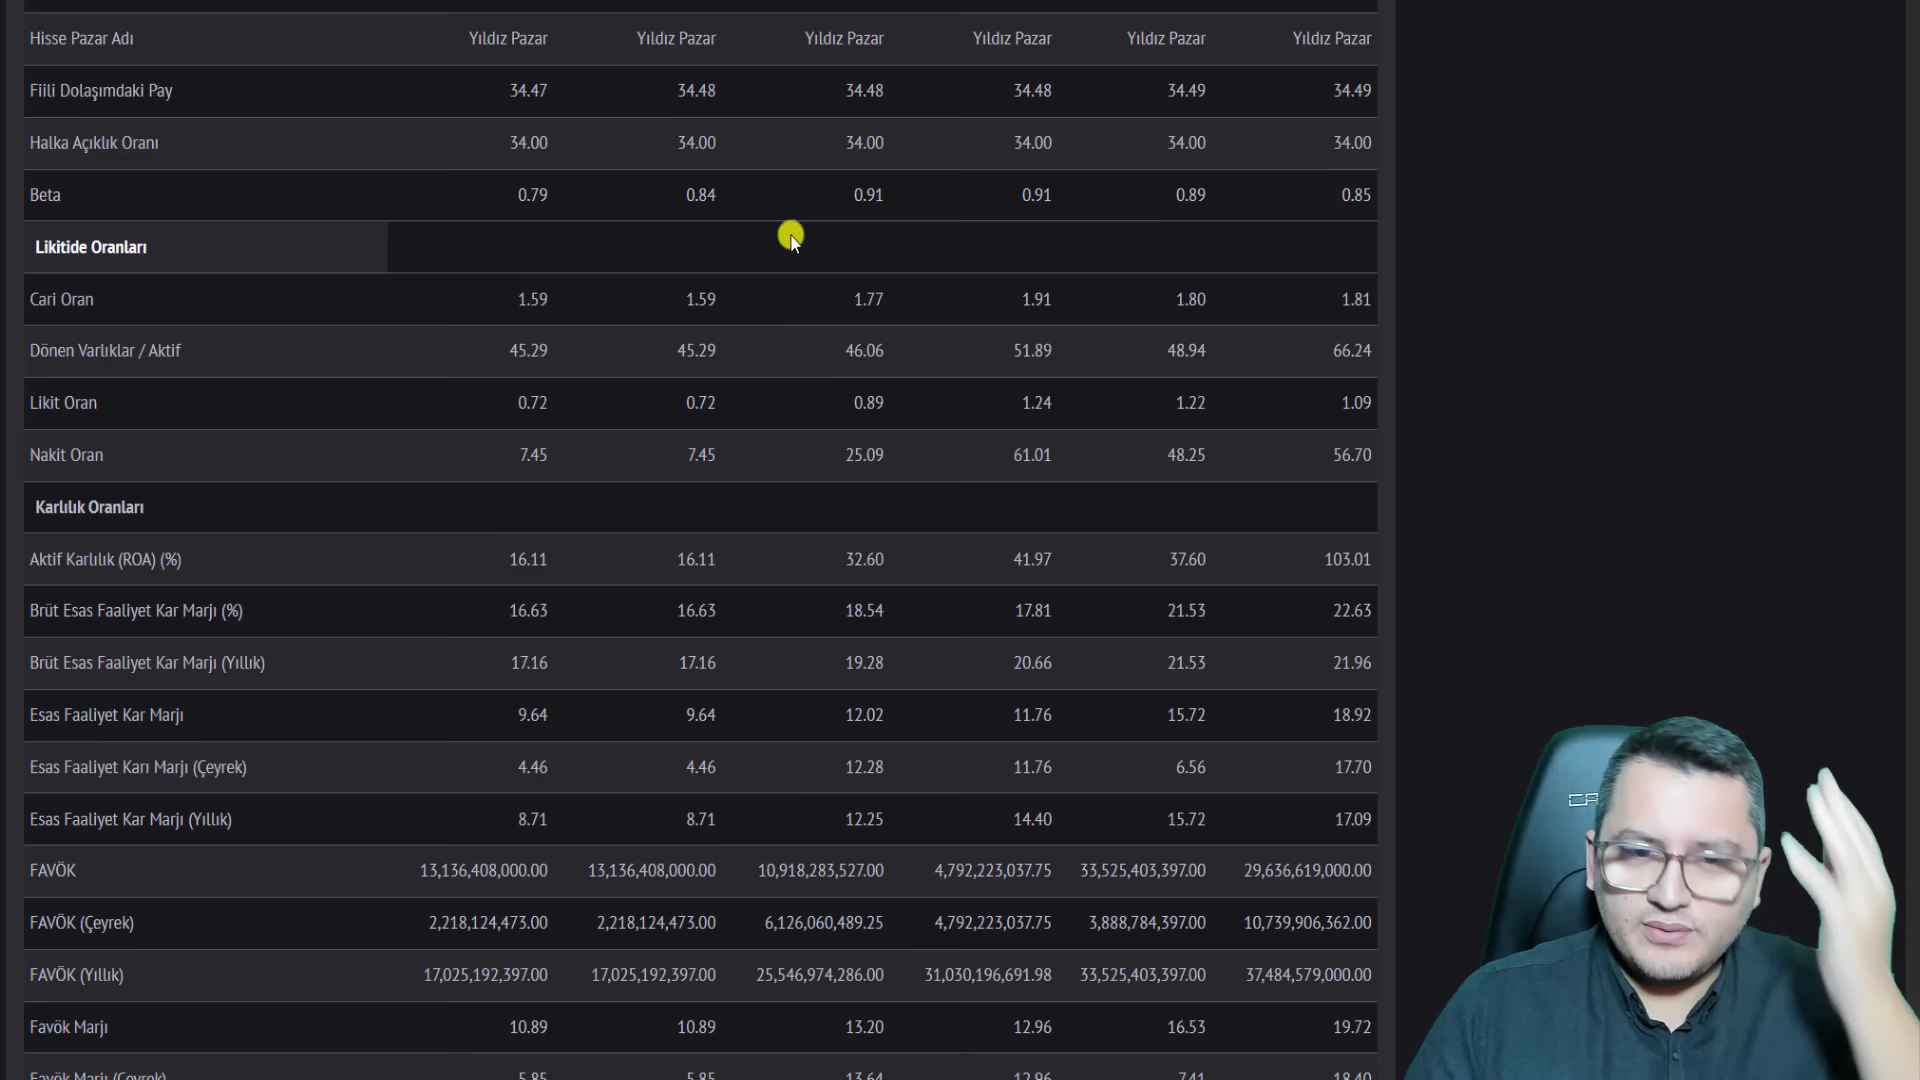 Hisse Pazar Adı Yıldız Pazar Yıldız Pazar Yıldız Pazar Yıldız Pazar Yıldız Pazar Yıldız Pazar
Fiili Dolaşımdaki Pay 34.47 34.48 34.48 34.48 34.49 34.49
Halka Açıklık Oranı 34.00 34.00 34.00 34.00 34.00 34.00
Beta 0.79 0.84 0.91 0.91 0.89 0.85
Likitide Oranları
Cari Oran 1.59 1.59 1.77 1.91 1.80 1.81
Dönen Varlıklar / Aktif 45.29 45.29 46.06 51.89 48.94 66.24
Likit Oran 0.72 0.72 0.89 1.24 1.22 1.09
Nakit Oran 7.45 7.45 25.09 61.01 48.25 56.70
Karlılık Oranları
Aktif Karlılık (ROA) (%) 16.11 16.11 32.60 41.97 37.60 103.01
Brüt Esas Faaliyet Kar Marjı (%) 16.63 16.63 18.54 17.81 21.53 22.63
Brüt Esas Faaliyet Kar Marjı (Yıllık) 17.16 17.16 19.28 20.66 21.53 21.96
Esas Faaliyet Kar Marjı 9.64 9.64 12.02 11.76 15.72 18.92
Esas Faaliyet Karı Marjı (Çeyrek) 4.46 4.46 12.28 11.76 6.56 17.70
Esas Faaliyet Kar Marjı (Yıllık) 8.71 8.71 12.25 14.40 15.72 17.09
FAVÖK 13,136,408,000.00 13,136,408,000.00 10,918,283,527.00 4,792,223,037.75 33,525,403,397.00 29,636,619,000.00
FAVÖK (Çeyrek) 2,218,124,473.00 2,218,124,473.00 6,126,060,489.25 4,792,223,037.75 3,888,784,397.00 10,739,906,362.00
FAVÖK (Yıllık) 17,025,192,397.00 17,025,192,397.00 25,546,974,286.00 31,030,196,691.98 33,525,403,397.00 37,484,579,000.00
Favök Marjı 10.89 10.89 13.20 12.96 16.53 19.72
Favök Marjı (Çeyrek) 5.85 5.85 13.64 12.96 7.41 18.40